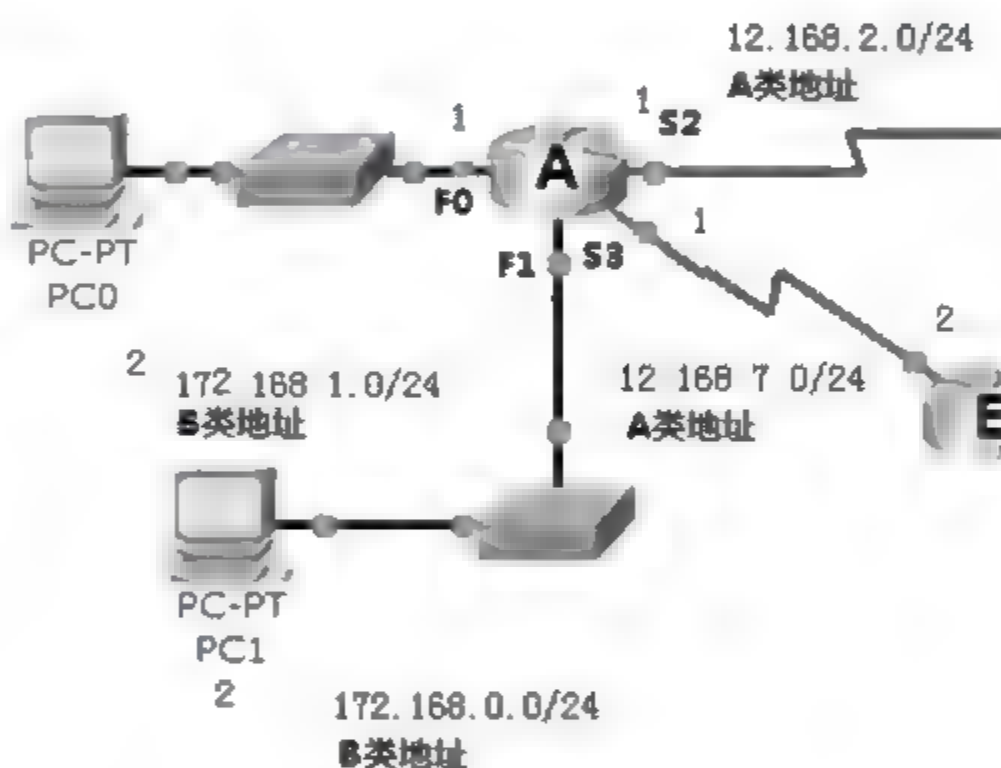 12.168.2.0/24
A类地址
1
1
S2
A
F0
1
F1
S3
PC-PT
PC0
2
2
172 168 1.0/24
B类地址
12 168 7 0/24
A类地址
E
PC-PT
PC1
2
172.168.0.0/24
B类地址